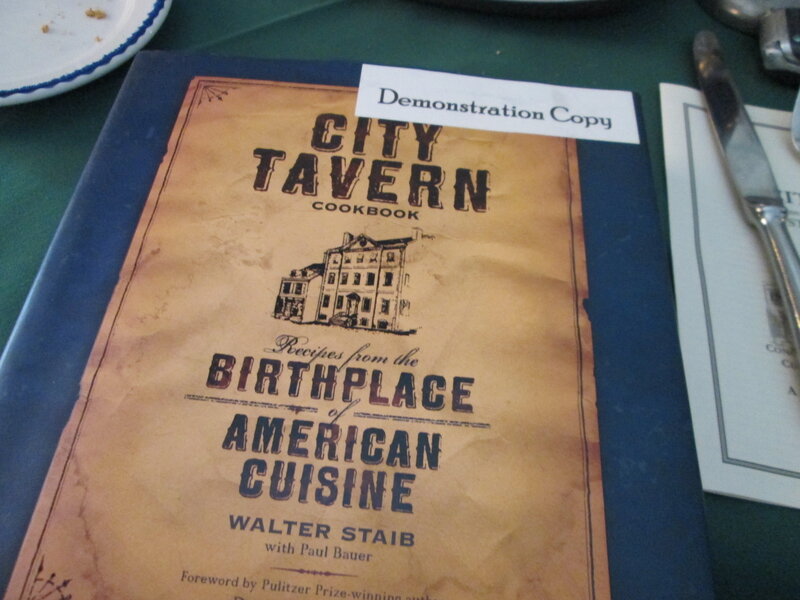 Demonstration Copy
CITY
TAVERN
COOKBOOK
Recipes from the
BIRTHPLACE
of
AMERICAN
CUISINE
WALTER STAIB
with Paul Bauer
Foreword by Pulitzer Prize-winning